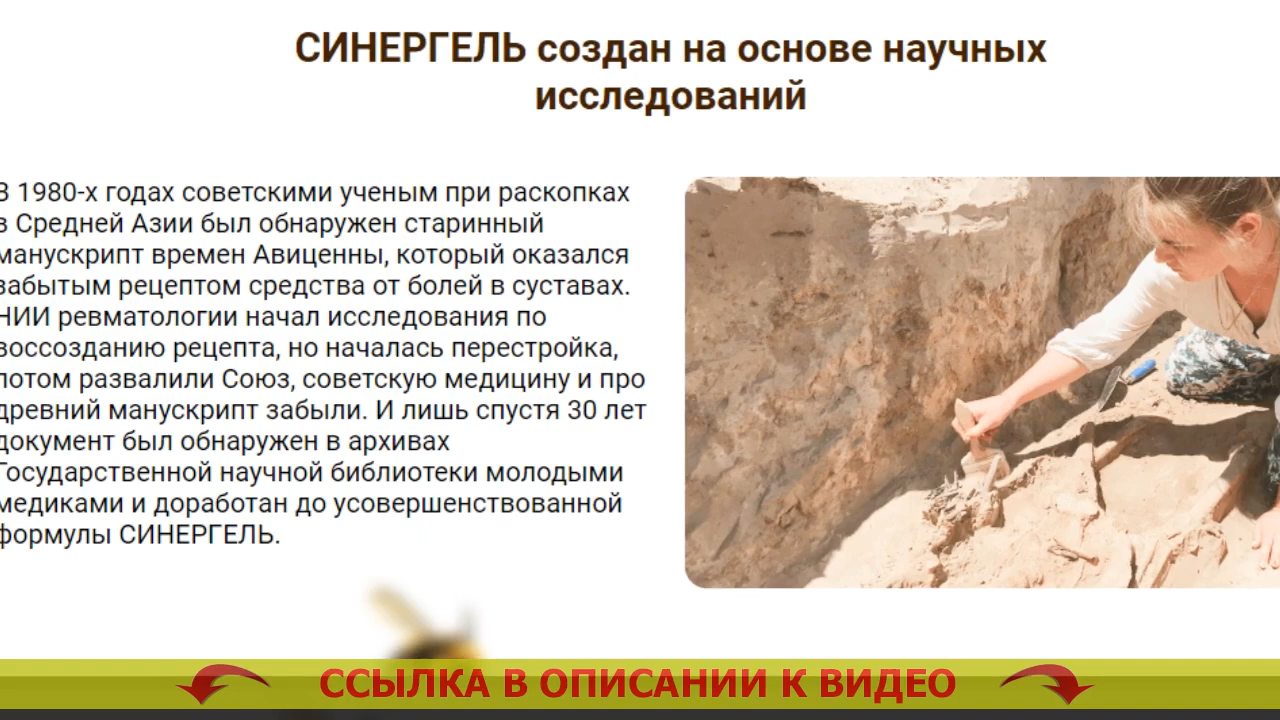 СИНЕРГЕЛЬ создан на основе научных
исследований
В 1980-х годах советскими ученым при раскопках
в Средней Азии был обнаружен старинный
манускрипт времен Авиценны, который оказался
забытым рецептом средства от болей в суставах.
НИИ ревматологии начал исследования по
воссозданию рецепта, но началась перестройка,
потом развалили Союз, советскую медицину и про
древний манускрипт забыли. И лишь спустя 30 лет
документ был обнаружен в архивах
Государственной научной библиотеки молодыми
медиками и доработан до усовершенствованной
формулы СИНЕРГЕЛЬ.
ССЫЛКА В ОПИСАНИИ К ВИДЕО